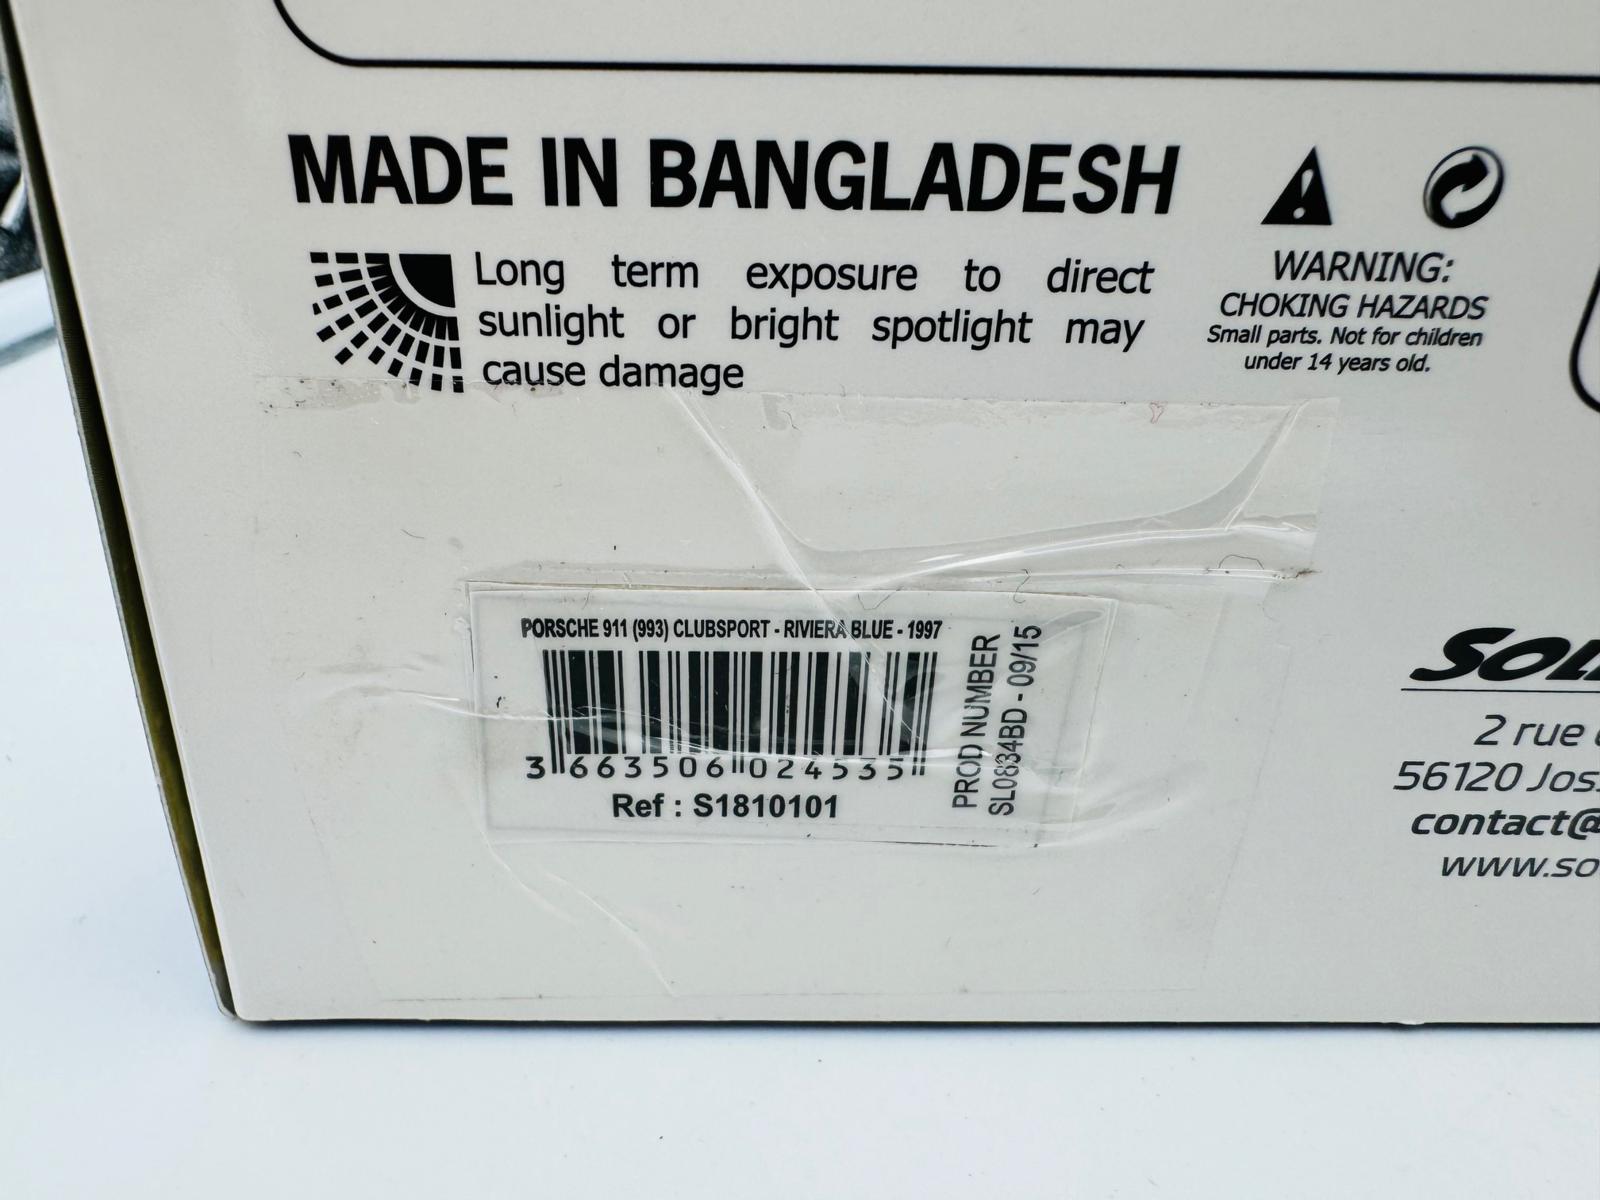 MADE IN BANGLADESH
Long term exposure to direct
sunlight or bright spotlight may
cause damage
WARNING:
CHOKING HAZARDS
Small parts. Not for children
under 14 years old.
PORSCHE 911 (993) CLUBSPORT - RIVIERA BLUE - 1997
3 663506 024535
Ref : S1810101
PROD NUMBER
SL0834BD - 09/15
SOL
2 rue
56120 Jos
contact@
www.so